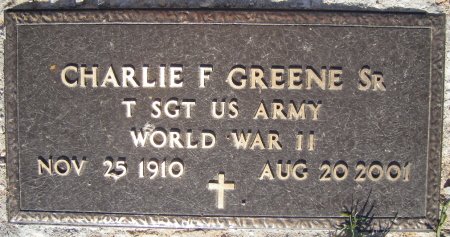 CHARLIE F GREENE SR
T SGT US ARMY
WORLD WAR II
NOV 25 1910 AUG 20 2001